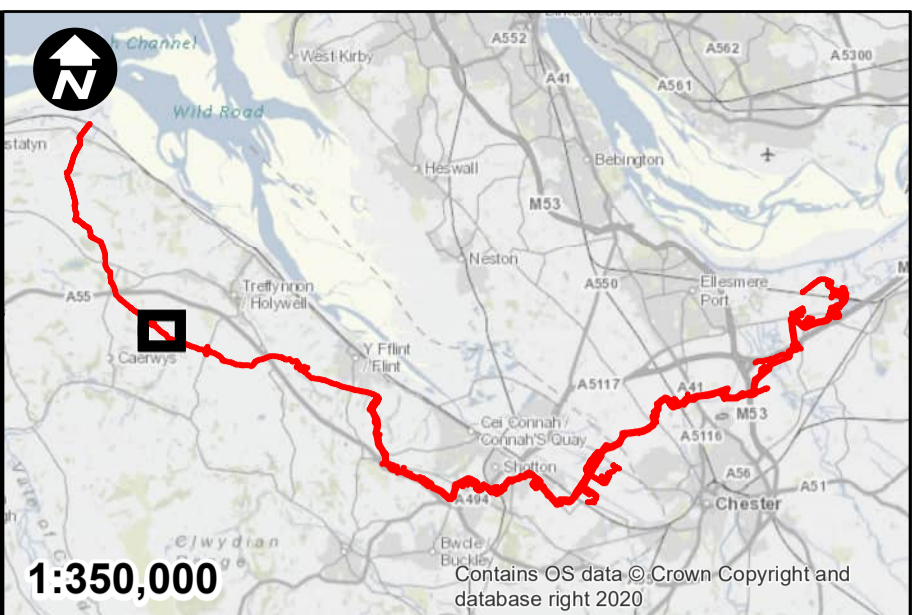 A552
A562
A5300
h Channel
West Kirby
A41
A561
N
Wild Road
statyn
Heswall
Bebington
M53
Neston
A55
Treffynnon
/ Holywell
A550
Ellesmere
Port
M
Caerwys
Y Fflint
/ Flint
A5117
A41
M53
Cei Connah/
Connah'S Quay
A5116
Shotton
A56
A51
A494
Chester
gh
Clwydian
Range
Bwcle
Buckley
1:350,000
Contains OS data © Crown Copyright and
database right 2020